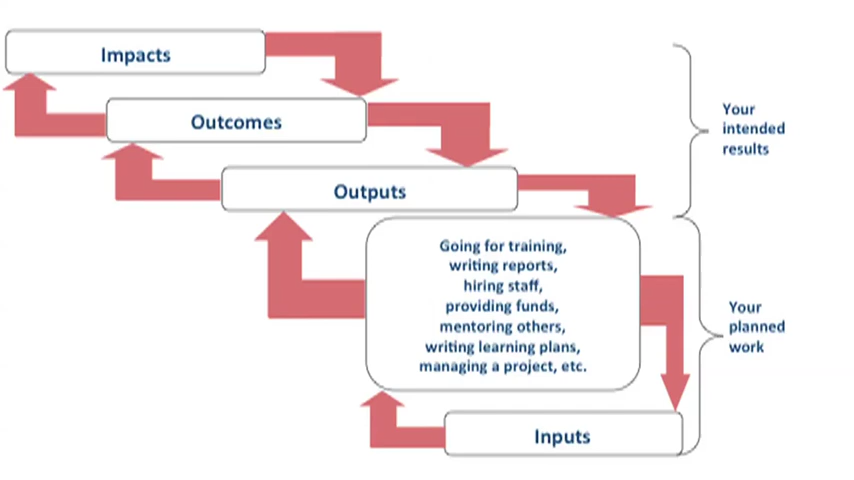 Impacts
Outcomes
Your
intended
results
Outputs
Going for training,
writing reports,
hiring staff,
providing funds,
mentoring others,
writing learning plans,
managing a project, etc.
Your
planned
work
Inputs